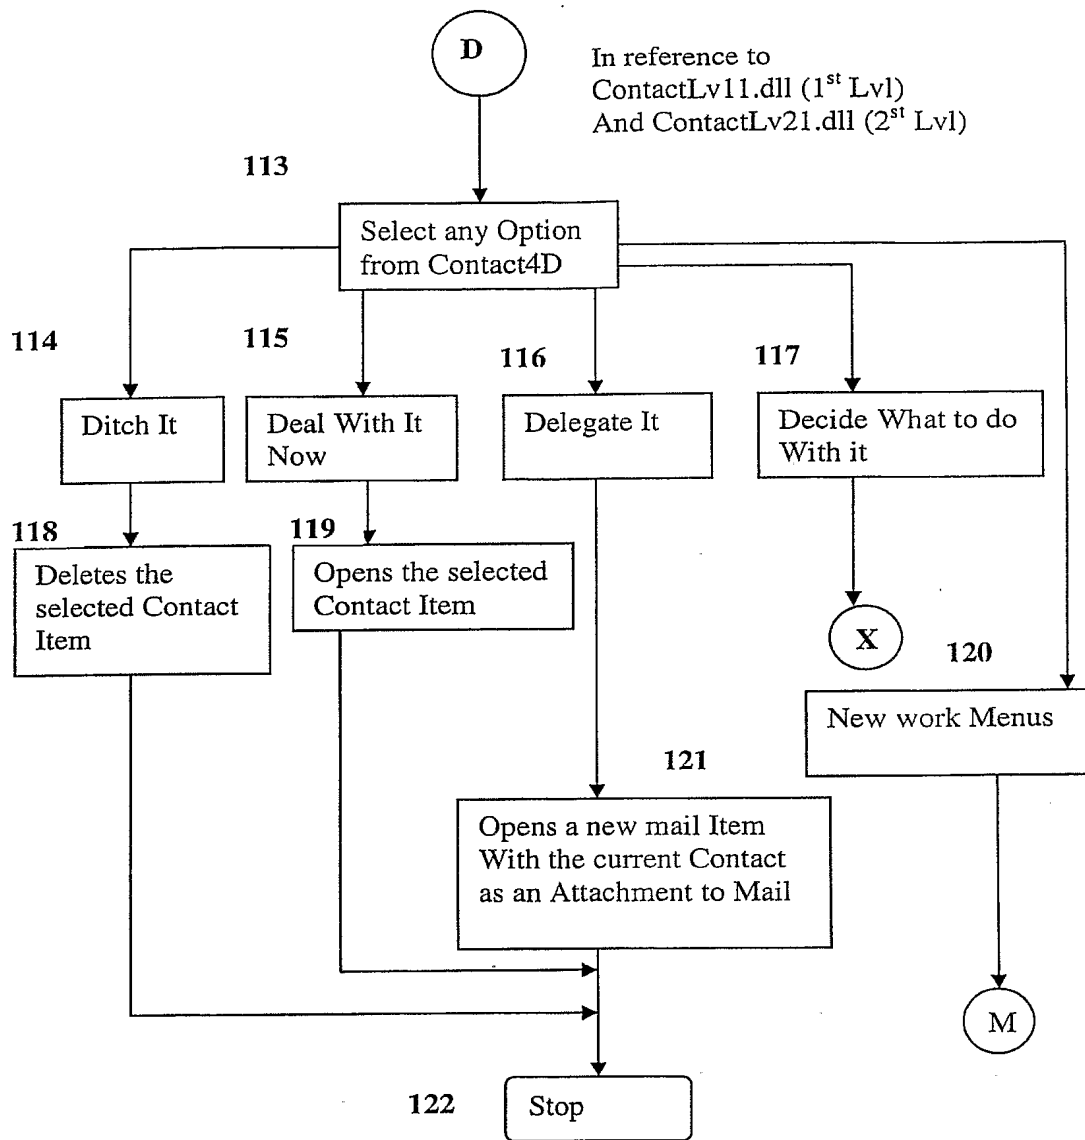 D
In reference to
ContactLv11.dll (1st Lvl)
And ContactLv21.dll (2st Lvl)
113
Select any Option
from Contact4D
114
115
116
117
Ditch It
Deal With It
Now
Delegate It
Decide What to do
With it
118
119
Deletes the
selected Contact
Item
Opens the selected
Contact Item
X
120
New work Menus
121
Opens a new mail Item
With the current Contact
as an Attachment to Mail
M
122
Stop